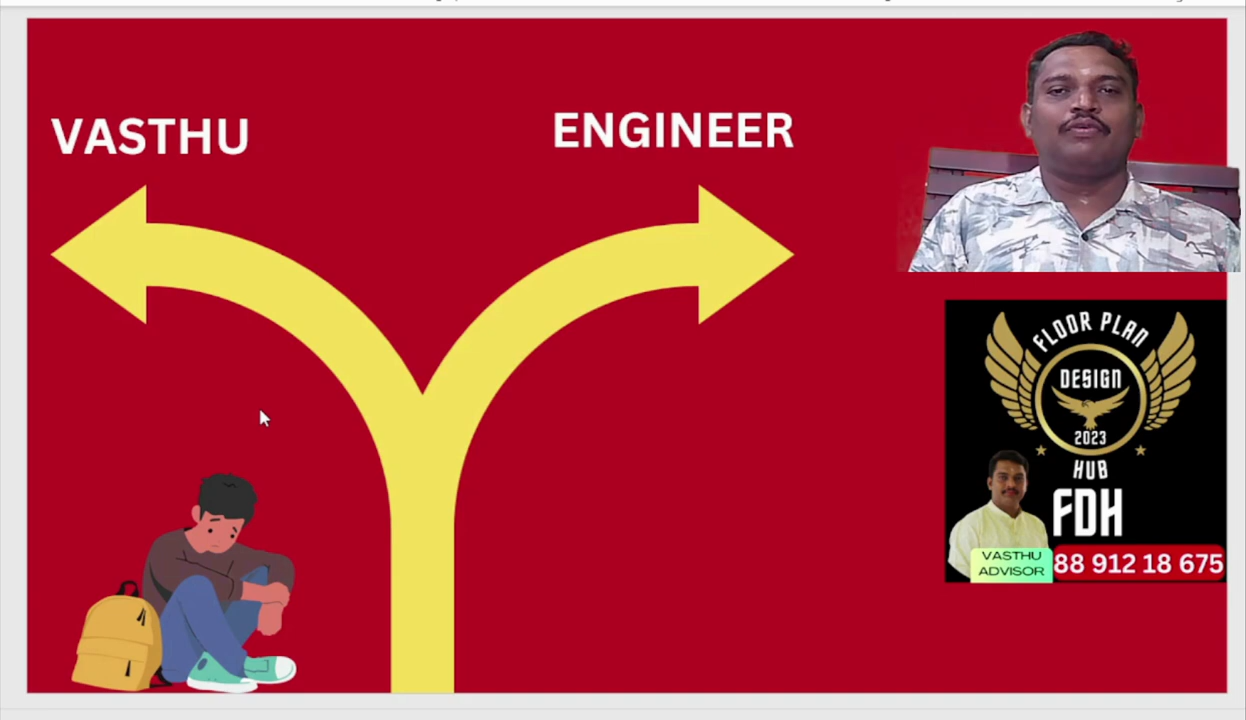 VASTHU
ENGINEER
FLOOR PLAN
DESIGN
2023
HUB
FDH
VASTHU
ADVISOR
88 912 18 675